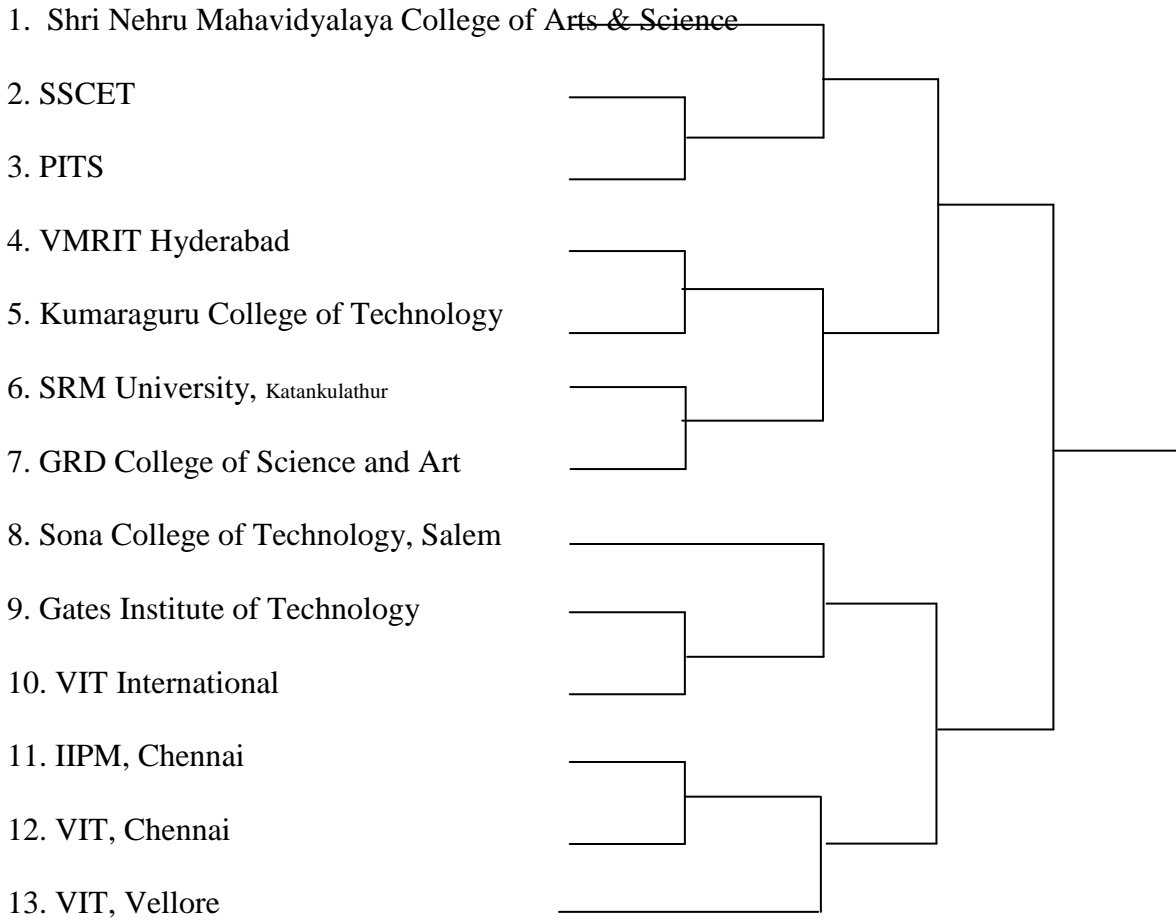 1. Shri Nehru Mahavidyalaya College of Arts & Science
2. SSCET
3. PITS
4. VMRIT Hyderabad
5. Kumaraguru College of Technology
6. SRM University, Katankulathur
7. GRD College of Science and Art
8. Sona College of Technology, Salem
9. Gates Institute of Technology
10. VIT International
11. IIPM, Chennai
12. VIT, Chennai
13. VIT, Vellore